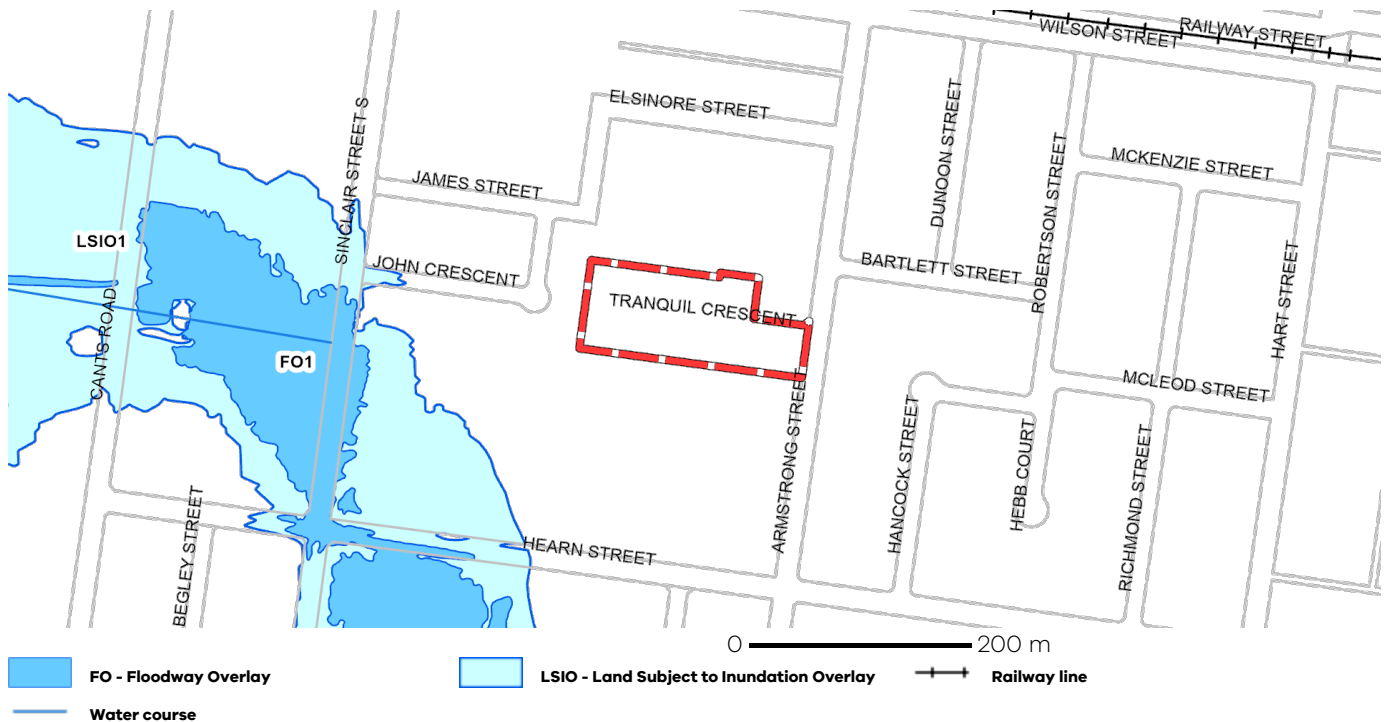 RAILWAY STREET
WILSON STREET
ELSINORE STREET
DUNOON STREET
SINCLAIR STREET S
ROBERTSON STREET
MCKENZIE STREET
JAMES STREET
LSIO1
JOHN CRESCENT
BARTLETT STREET
HART STREET
TRANQUIL CRESCENT
CANTS ROAD
FO1
MCLEOD STREET
ARMSTRONG STREET
HANCOCK STREET
HEBB COURT
RICHMOND STREET
BEGLEY STREET
HEARN STREET
0 200 m
FO - Floodway Overlay
LSIO - Land Subject to Inundation Overlay
Railway line
Water course